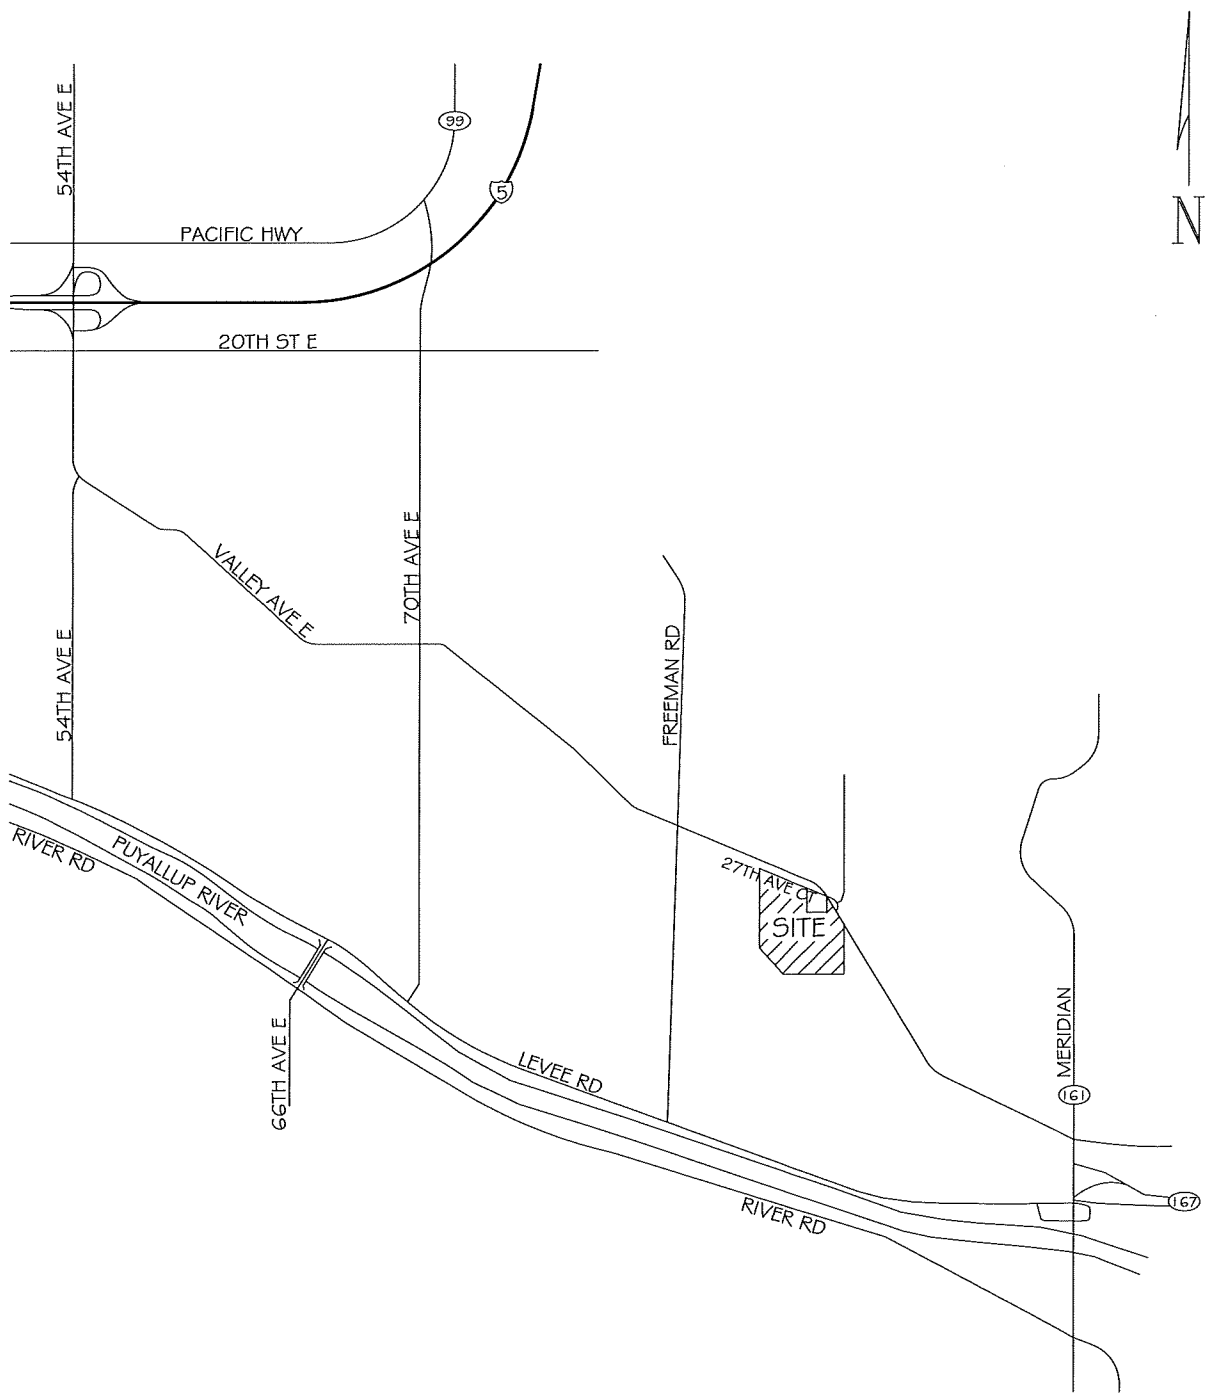 54TH AVE E
99
5
N
PACIFIC HWY
20TH ST E
VALLEY AVE E
70TH AVE E
54TH AVE E
FREEMAN RD
RIVER RD
PUYALLUP RIVER
27TH AVE CT
SITE
66TH AVE E
LEVEE RD
MERIDIAN
161
167
RIVER RD